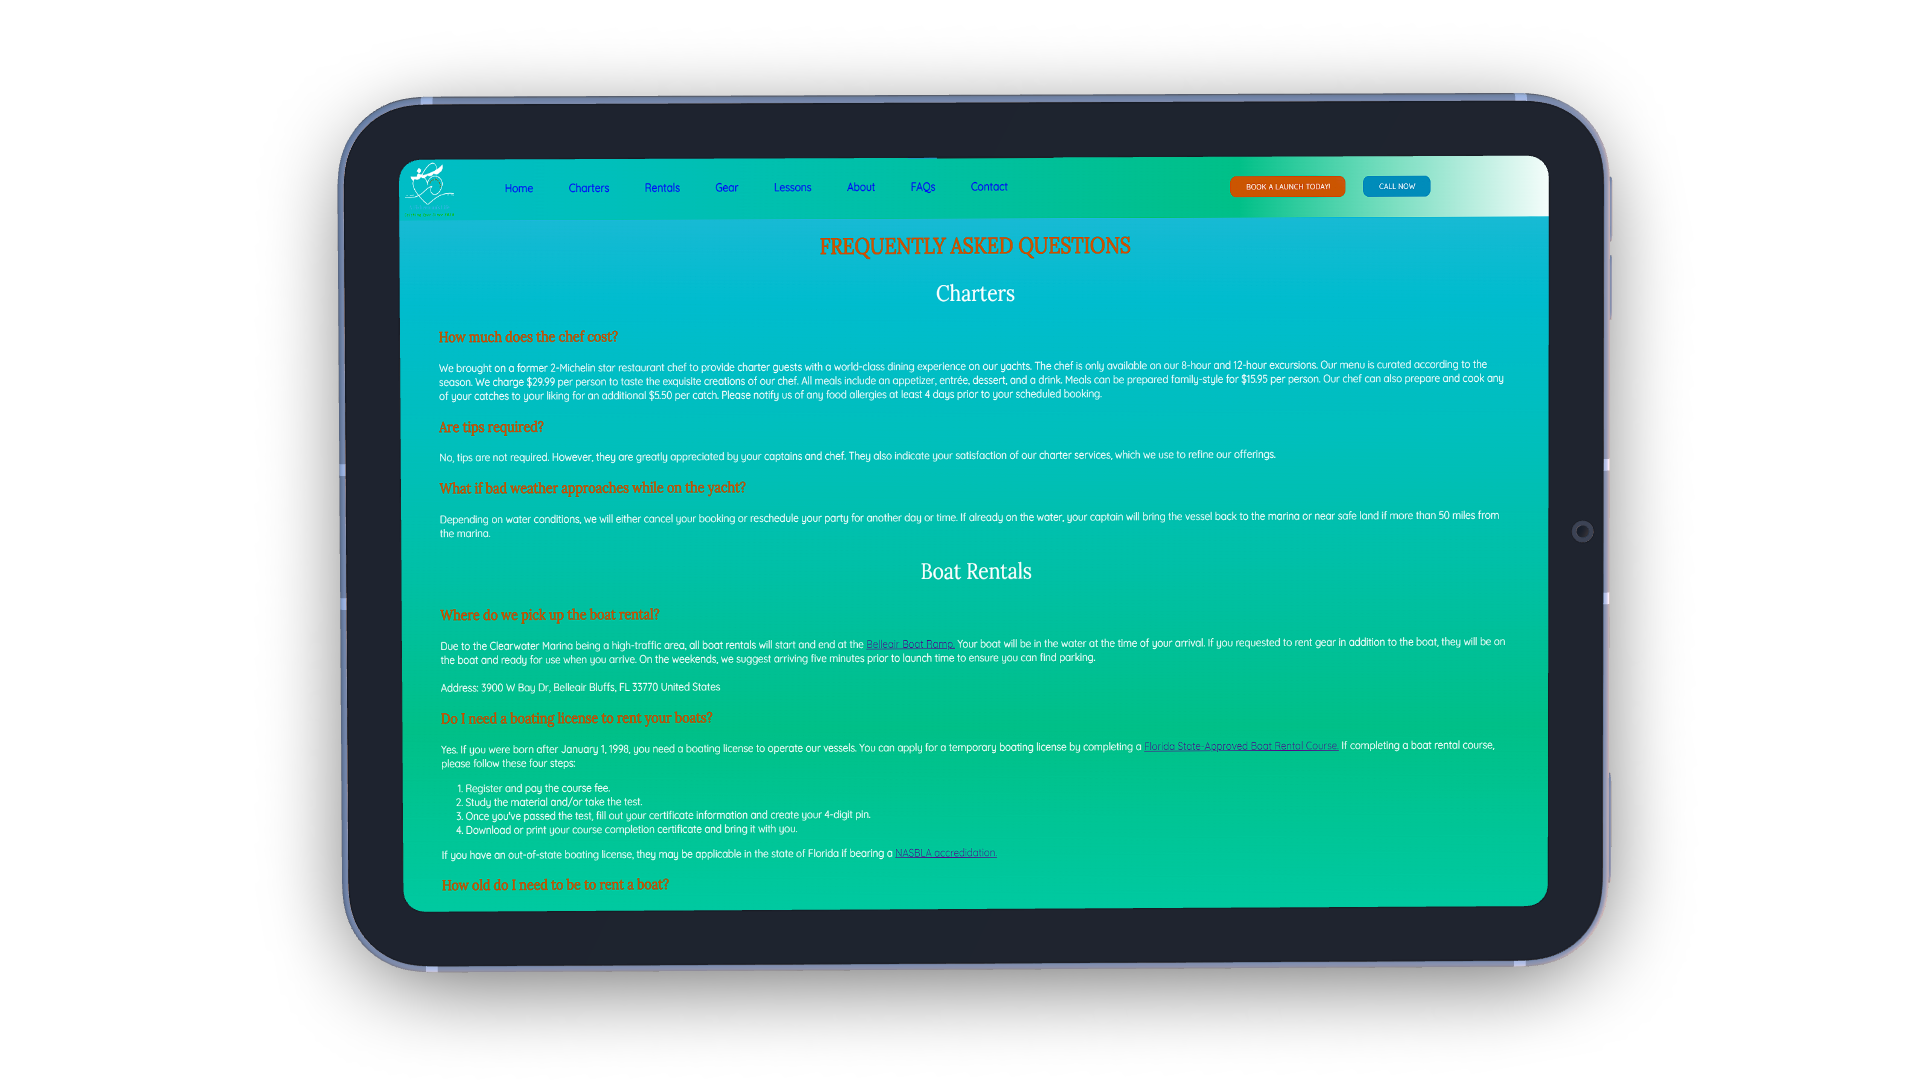 Home Charters Rentals Gear Lessons About FAQs Contact BOOK A LAUNCH TODAY! CALL NOW
FREQUENTLY ASKED QUESTIONS
Charters
How much does the chef cost?
We brought on a former 2-Michelin star restaurant chef to provide charter guests with a world-class dining experience on our yachts. The chef is only available on our 8-hour and 12-hour excursions. Our menu is curated according to the
season. We charge $29.99 per person to taste the exquisite creations of our chef. All meals include an appetizer, entrée, dessert, and a drink. Meals can be prepared family-style for $15.95 per person. Our chef can also prepare and cook any
of your catches to your liking for an additional $5.50 per catch. Please notify us of any food allergies at least 4 days prior to your scheduled booking.
Are tips required?
No, tips are not required. However, they are greatly appreciated by your captains and chef. They also indicate your satisfaction of our charter services, which we use to refine our offerings.
What if bad weather approaches while on the yacht?
Depending on water conditions, we will either cancel your booking or reschedule your party for another day or time. If already on the water, your captain will bring the vessel back to the marina or near safe land if more than 50 miles from
the marina.
Boat Rentals
Where do we pick up the boat rental?
Due to the Clearwater Marina being a high-traffic area, all boat rentals will start and end at the Belleair Boat Ramp. Your boat will be in the water at the time of your arrival. If you requested to rent gear in addition to the boat, they will be on
the boat and ready for use when you arrive. On the weekends, we suggest arriving five minutes prior to launch time to ensure you can find parking.
Address: 3900 W Bay Dr, Belleair Bluffs, FL 33770 United States
Do I need a boating license to rent your boats?
Yes. If you were born after January 1, 1998, you need a boating license to operate our vessels. You can apply for a temporary boating license by completing a Florida State-Approved Boat Rental Course. If completing a boat rental course,
please follow these four steps:
1. Register and pay the course fee.
2. Study the material and/or take the test.
3. Once you've passed the test, fill out your certificate information and create your 4-digit pin.
4. Download or print your course completion certificate and bring it with you.
If you have an out-of-state boating license, they may be applicable in the state of Florida if bearing a NASBLA accredidation.
How old do I need to be to rent a boat?